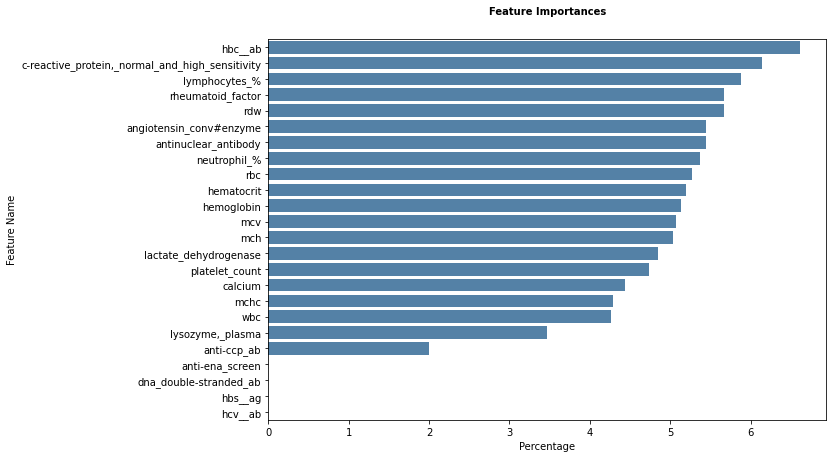 Feature Importances
Feature Name
hbc__ab
c-reactive_protein,_normal_and_high_sensitivity
lymphocytes_%
rheumatoid_factor
rdw
angiotensin_conv#enzyme
antinuclear_antibody
neutrophil_%
rbc
hematocrit
hemoglobin
mcv
mch
lactate_dehydrogenase
platelet_count
calcium
mchc
wbc
lysozyme,_plasma
anti-ccp_ab
anti-ena_screen
dna_double-stranded_ab
hbs__ag
hcv__ab
0 1 2 3 4 5 6
Percentage